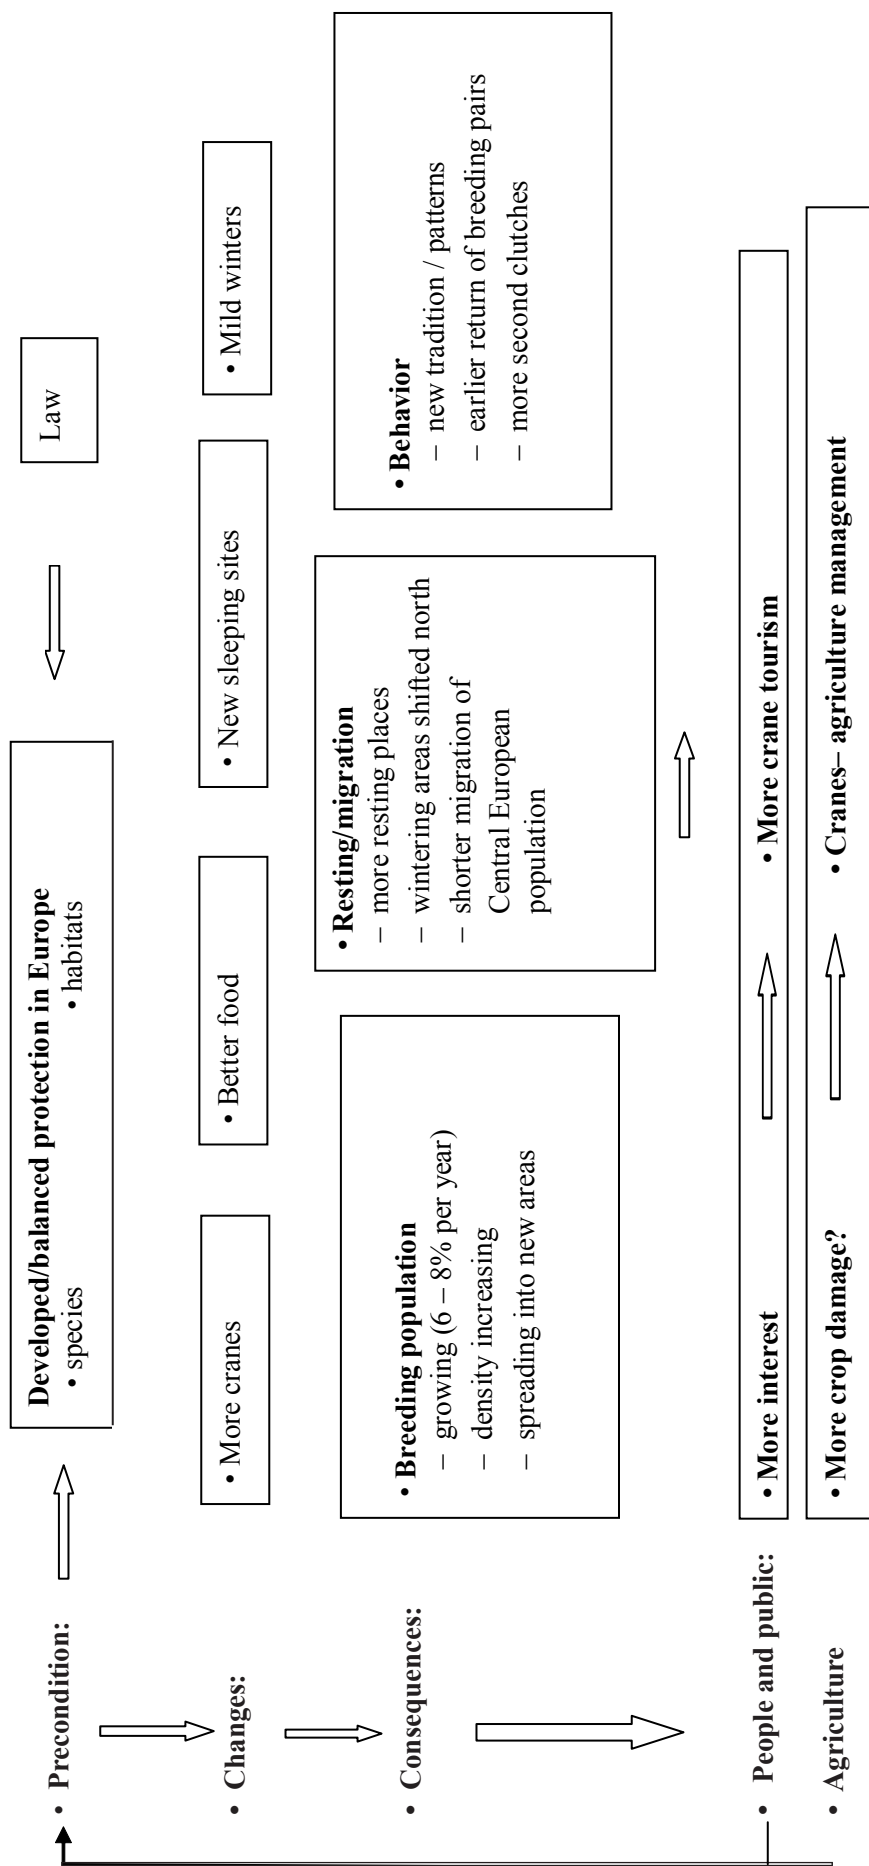 • Precondition:
Developed/balanced protection in Europe
• species • habitats
Law
• Changes:
• More cranes
• Better food
• New sleeping sites
• Mild winters
• Consequences:
• Breeding population
– growing (6 – 8% per year)
– density increasing
– spreading into new areas
• Resting/migration
– more resting places
– wintering areas shifted north
– shorter migration of
Central European
population
• Behavior
– new tradition / patterns
– earlier return of breeding pairs
– more second clutches
• People and public:
• More interest
• More crane tourism
• Agriculture
• More crop damage?
• Cranes– agriculture management